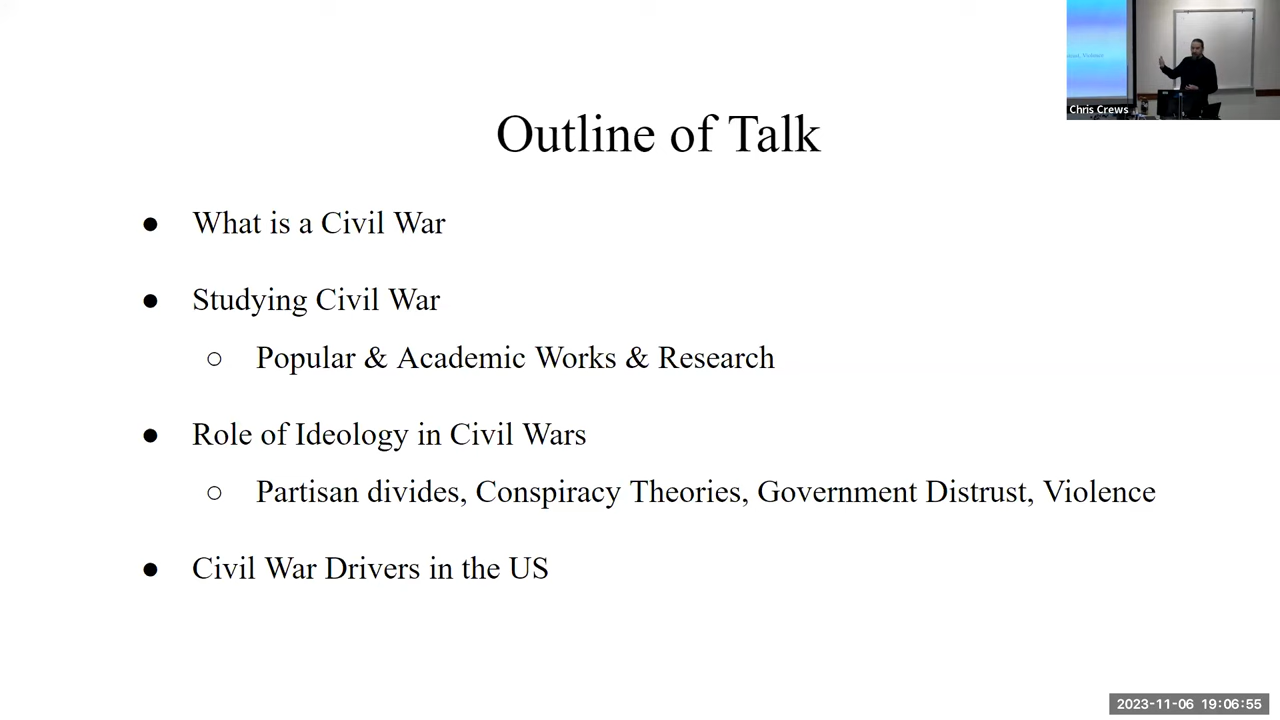 Outline of Talk
● What is a Civil War
● Studying Civil War
○ Popular & Academic Works & Research
● Role of Ideology in Civil Wars
○ Partisan divides, Conspiracy Theories, Government Distrust, Violence
● Civil War Drivers in the US
Chris Crews
2023-11-06 19:06:55